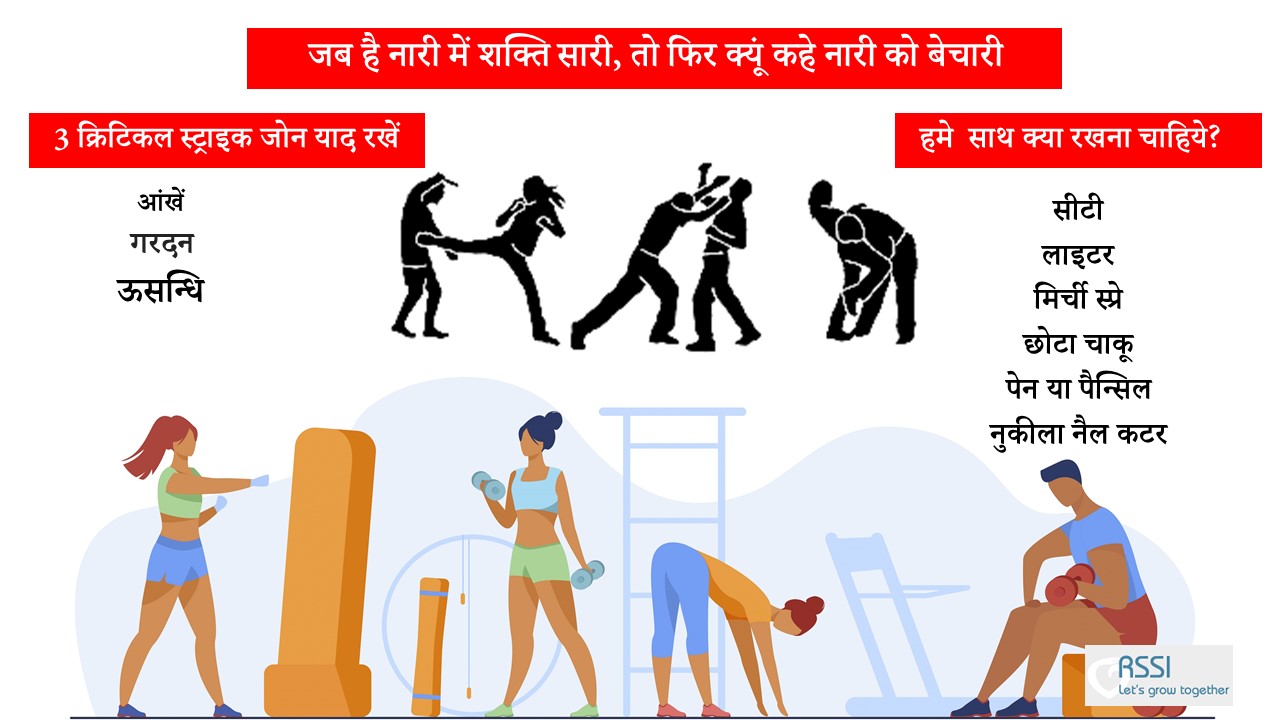 जब है नारी में शक्ति सारी, तो फिर क्यूं कहे नारी को बेचारी
3 क्रिटिकल स्ट्राइक जोन याद रखें
आंखें
गरदन
ऊसन्धि
हमे साथ क्या रखना चाहिये?
सीटी
लाइटर
मिर्ची स्प्रे
छोटा चाकू
पेन या पैन्सिल
नुकीला नैल कटर
RSSI
Let's grow together